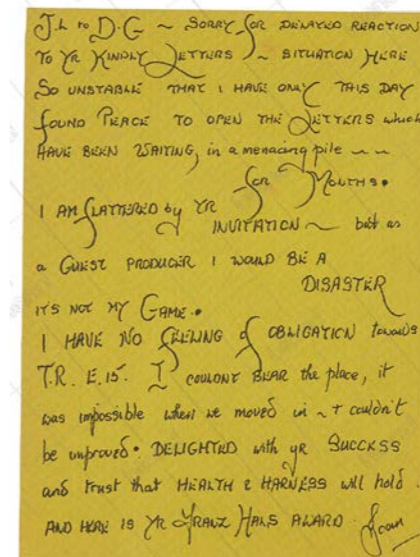 J.L to D.G ~ SORRY FOR DELAYED REACTION
TO YR KINDLY LETTERS ~ SITUATION HERE
SO UNSTABLE THAT I HAVE ONLY THIS DAY
FOUND PEACE TO OPEN THE LETTERS which
HAVE BEEN WAITING, in a menacing pile ~ ~
FOR MONTHS.
I AM FLATTERED by YR
INVITATION ~ but as
a GUEST PRODUCER I WOULD BE A
DISASTER
IT'S NOT MY GAME.
I HAVE NO FEELING of OBLIGATION towards
T.R. E.15. I COULDN'T BEAR the place, it
was impossible when we moved in ~ + couldn't
be improved. DELIGHTED with yr SUCCESS
and trust that HEALTH & HARNESS will hold.
AND HERE IS YR FRANZ HALS AWARD. Joan